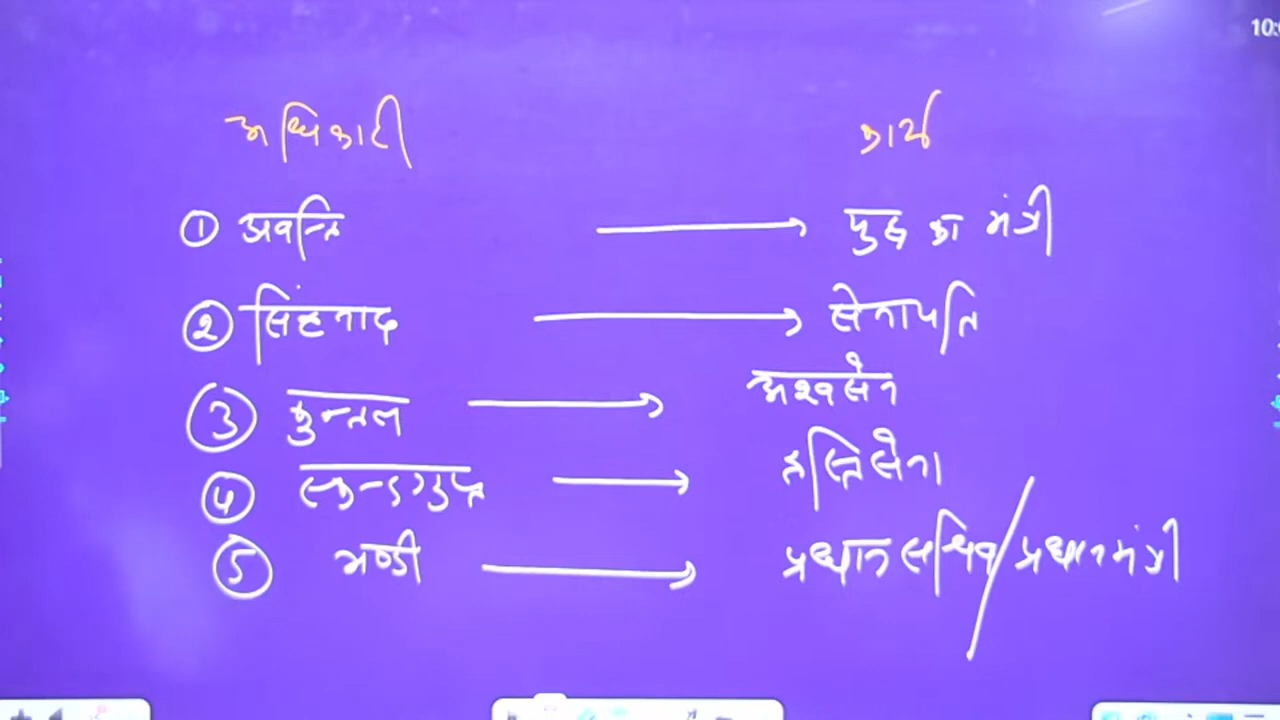 10:
अधिकारी कार्य
① अवन्ति → युद्ध का मंत्री
② सिंहनाद → सेनापति
③ कुन्तल → अश्वसेन
④ स्कन्दगुप्त → हस्तिसेना
⑤ भण्डी → प्रधान सचिव/प्रधानमंत्री